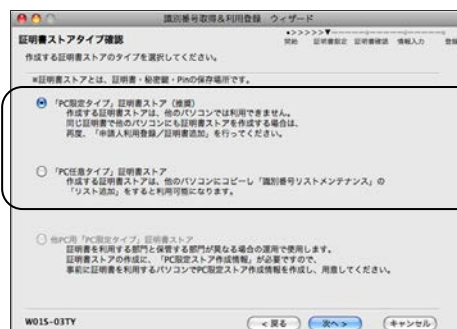 識別番号取得&利用登録 ウィザード
証明書ストアタイプ確認
•>>>>>▼
開始 証明書設定 証明書確認 情報入力 登録
作成する証明書ストアのタイプを選択してください。
※証明書ストアとは、証明書・秘密鍵・Pinの保存場所です。
「PC限定タイプ」証明書ストア（推奨）
作成する証明書ストアは、他のパソコンでは利用できません。
同じ証明書で他のパソコンにも証明書ストアを作成する場合は、
再度、「申請人利用登録／証明書追加」を行ってください。
「PC任意タイプ」証明書ストア
作成する証明書ストアは、他のパソコンにコピーし「識別番号リストメンテナンス」の
「リスト追加」をすると利用可能になります。
他PC用「PC限定タイプ」証明書ストア
証明書を利用する部門と保管する部門が異なる場合の運用で使用します。
証明書ストアの作成に、「PC限定ストア作成情報」が必要ですので、
事前に証明書を利用するパソコンでPC限定ストア作成情報を作成し、用意してください。
W01S-03TY
< 戻る 次へ > キャンセル